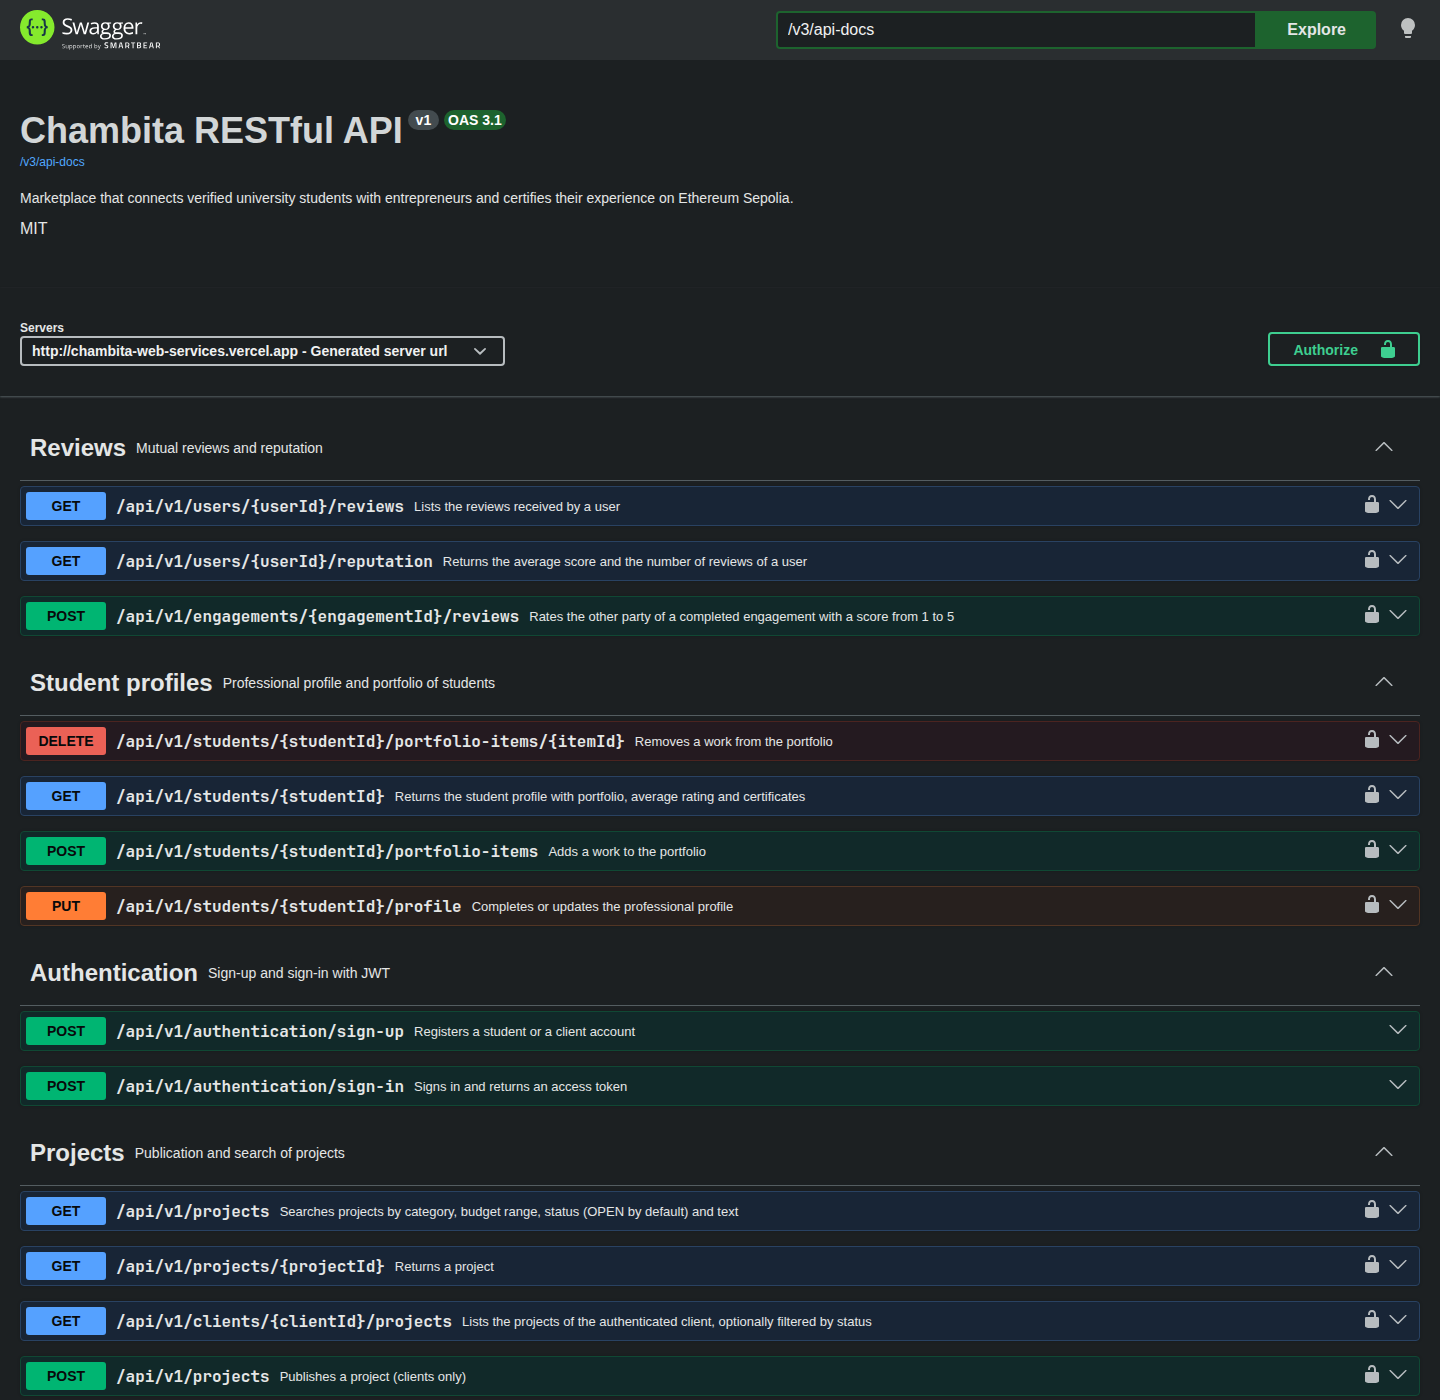 Swagger
Supported by SMARTBEAR
/v3/api-docs
Explore
Chambita RESTful API v1 OAS 3.1
/v3/api-docs
Marketplace that connects verified university students with entrepreneurs and certifies their experience on Ethereum Sepolia.
MIT
Servers
http://chambita-web-services.vercel.app - Generated server url
Authorize
Reviews Mutual reviews and reputation
GET /api/v1/users/{userId}/reviews Lists the reviews received by a user
GET /api/v1/users/{userId}/reputation Returns the average score and the number of reviews of a user
POST /api/v1/engagements/{engagementId}/reviews Rates the other party of a completed engagement with a score from 1 to 5
Student profiles Professional profile and portfolio of students
DELETE /api/v1/students/{studentId}/portfolio-items/{itemId} Removes a work from the portfolio
GET /api/v1/students/{studentId} Returns the student profile with portfolio, average rating and certificates
POST /api/v1/students/{studentId}/portfolio-items Adds a work to the portfolio
PUT /api/v1/students/{studentId}/profile Completes or updates the professional profile
Authentication Sign-up and sign-in with JWT
POST /api/v1/authentication/sign-up Registers a student or a client account
POST /api/v1/authentication/sign-in Signs in and returns an access token
Projects Publication and search of projects
GET /api/v1/projects Searches projects by category, budget range, status (OPEN by default) and text
GET /api/v1/projects/{projectId} Returns a project
GET /api/v1/clients/{clientId}/projects Lists the projects of the authenticated client, optionally filtered by status
POST /api/v1/projects Publishes a project (clients only)